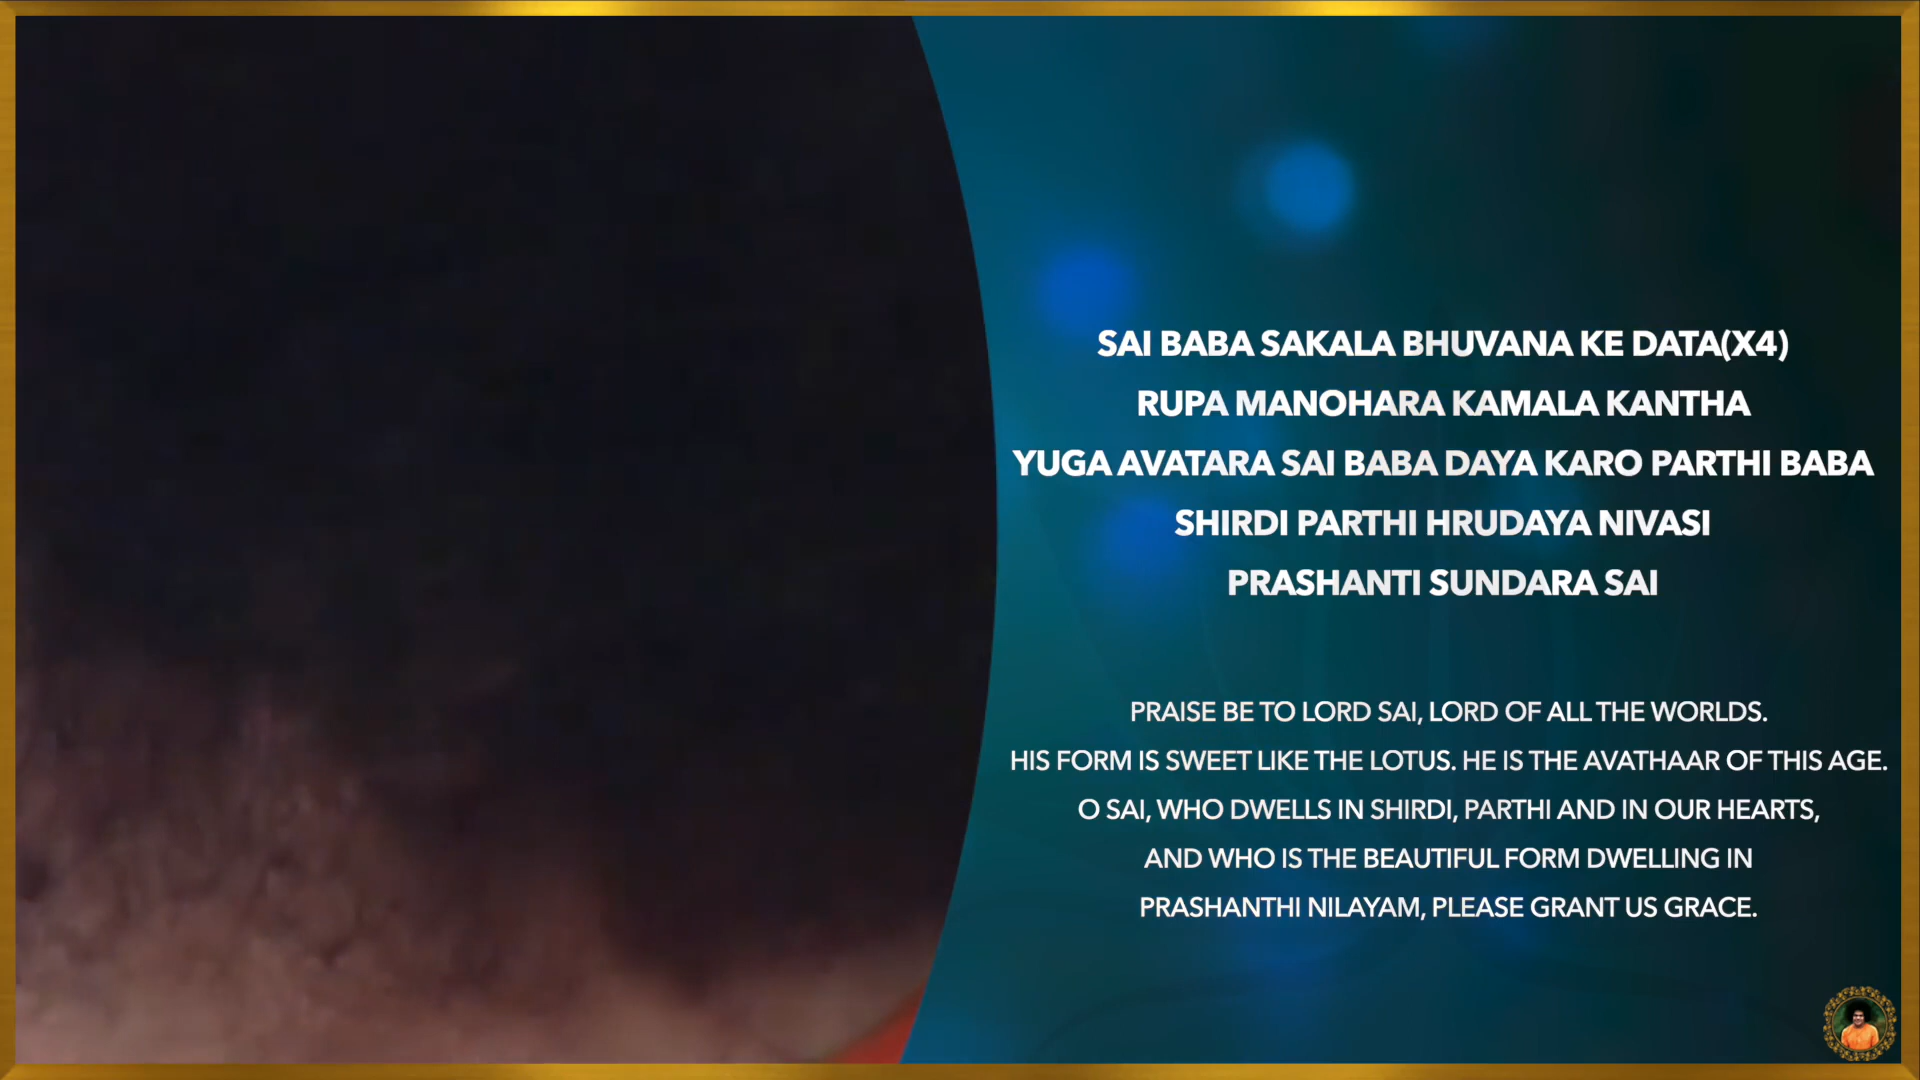 SAI BABA SAKALA BHUVANA KE DATA(X4)
RUPA MANOHARA KAMALA KANTHA
YUGA AVATARA SAI BABA DAYA KARO PARTHI BABA
SHIRDI PARTHI HRUDAYA NIVASI
PRASHANTI SUNDARA SAI
PRAISE BE TO LORD SAI, LORD OF ALL THE WORLDS.
HIS FORM IS SWEET LIKE THE LOTUS. HE IS THE AVATHAAR OF THIS AGE.
O SAI, WHO DWELLS IN SHIRDI, PARTHI AND IN OUR HEARTS,
AND WHO IS THE BEAUTIFUL FORM DWELLING IN
PRASHANTHI NILAYAM, PLEASE GRANT US GRACE.